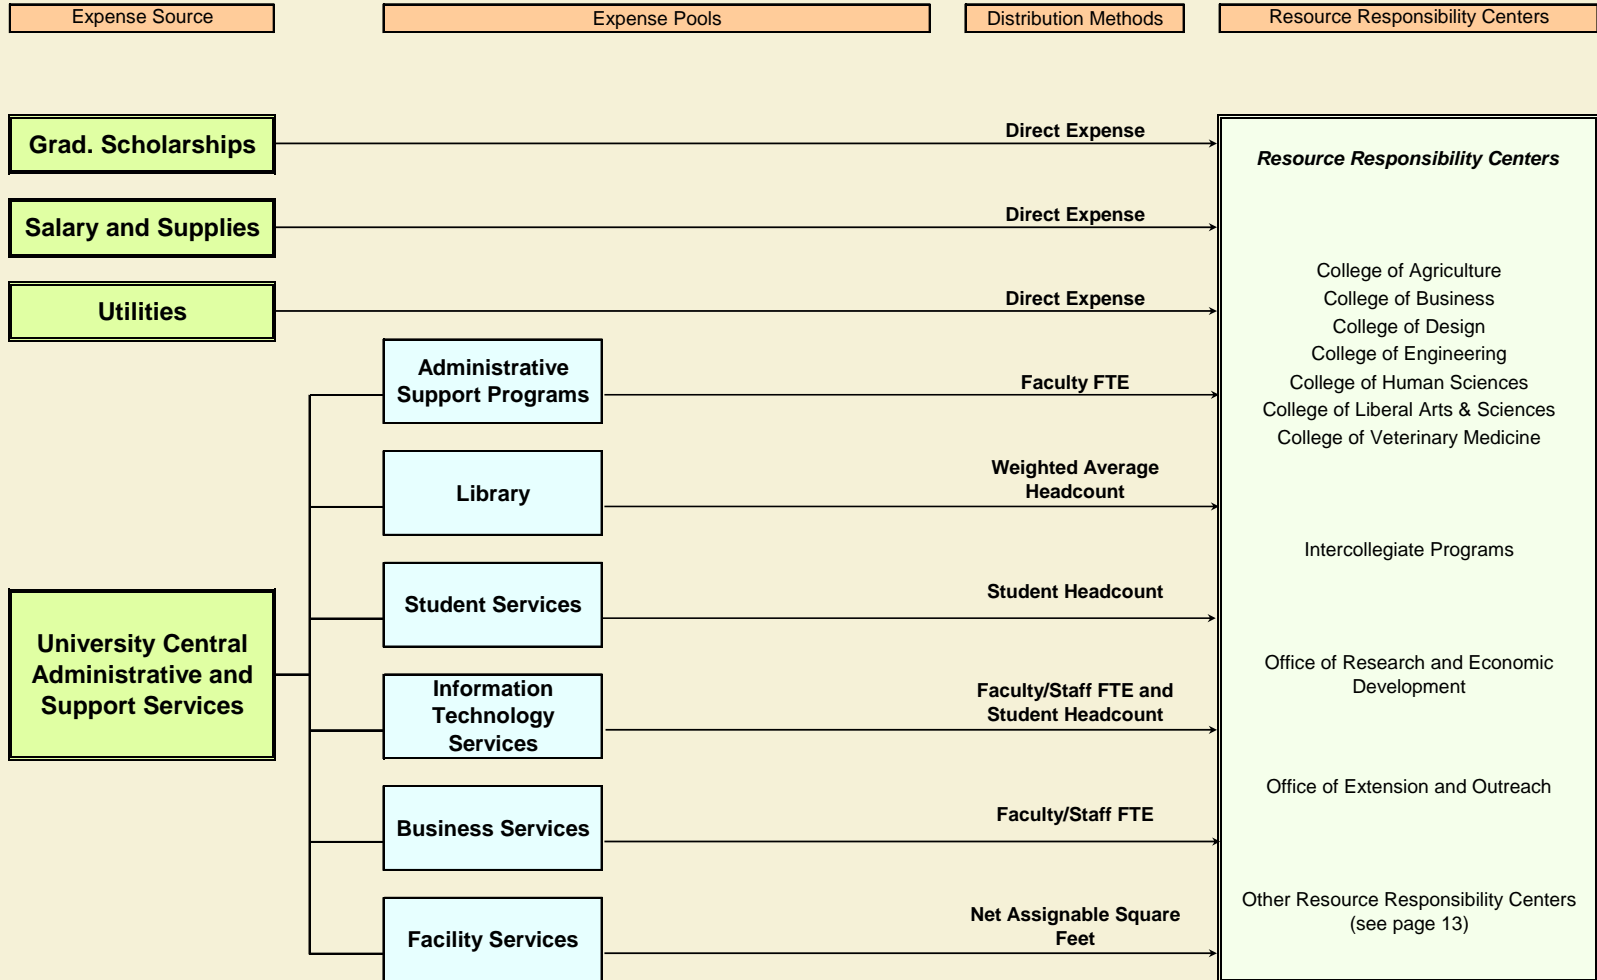 Expense Source
Expense Pools
Distribution Methods
Resource Responsibility Centers
Grad. Scholarships
Direct Expense
Salary and Supplies
Direct Expense
Utilities
Direct Expense
Administrative
Support Programs
Faculty FTE
Library
Weighted Average
Headcount
Student Services
Student Headcount
University Central
Administrative and
Support Services
Information
Technology
Services
Faculty/Staff FTE and
Student Headcount
Business Services
Faculty/Staff FTE
Facility Services
Net Assignable Square
Feet
Resource Responsibility Centers
College of Agriculture
College of Business
College of Design
College of Engineering
College of Human Sciences
College of Liberal Arts & Sciences
College of Veterinary Medicine
Intercollegiate Programs
Office of Research and Economic
Development
Office of Extension and Outreach
Other Resource Responsibility Centers
(see page 13)